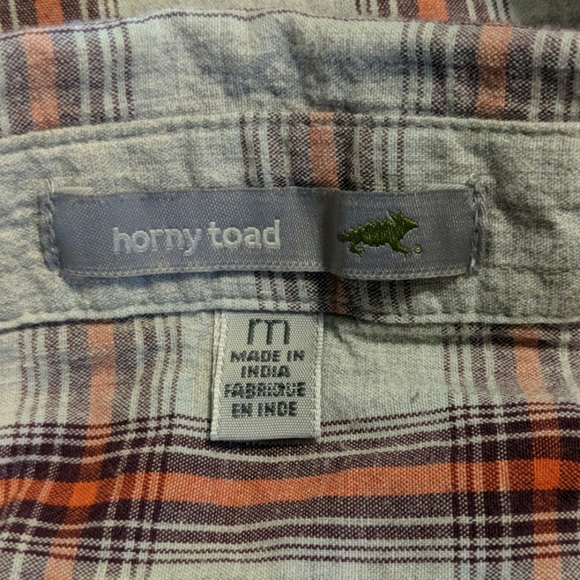 horny toad
m
MADE IN
INDIA
FABRIQUE
EN INDE